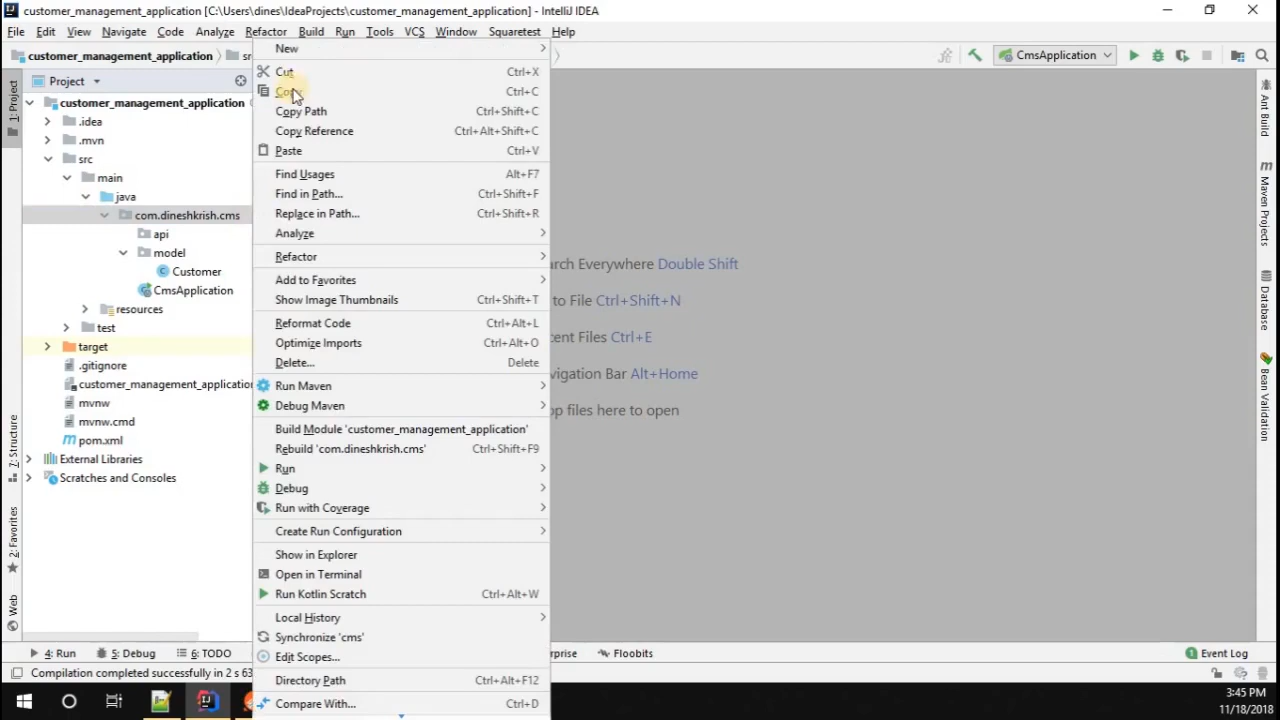 customer_management_application [C:\Users\dines\IdeaProjects\customer_management_application] - IntelliJ IDEA
File Edit View Navigate Code Analyze Refactor Build Run Tools VCS Window Squaretest Help
customer_management_application
CmsApplication
Project
customer_management_application
.idea
.mvn
src
main
java
com.dineshkrish.cms
api
model
Customer
CmsApplication
resources
test
target
.gitignore
customer_management_application
mvnw
mvnw.cmd
pom.xml
External Libraries
Scratches and Consoles
New
Cut Ctrl+X
Copy Ctrl+C
Copy Path Ctrl+Shift+C
Copy Reference Ctrl+Alt+Shift+C
Paste Ctrl+V
Find Usages Alt+F7
Find in Path... Ctrl+Shift+F
Replace in Path... Ctrl+Shift+R
Analyze
Refactor
Add to Favorites
Show Image Thumbnails Ctrl+Shift+T
Reformat Code Ctrl+Alt+L
Optimize Imports Ctrl+Alt+O
Delete... Delete
Run Maven
Debug Maven
Build Module 'customer_management_application'
Rebuild 'com.dineshkrish.cms' Ctrl+Shift+F9
Run
Debug
Run with Coverage
Create Run Configuration
Show in Explorer
Open in Terminal
Run Kotlin Scratch Ctrl+Alt+W
Local History
Synchronize 'cms'
Edit Scopes...
Directory Path Ctrl+Alt+F12
Compare With... Ctrl+D
rch Everywhere Double Shift
to File Ctrl+Shift+N
cent Files Ctrl+E
vigation Bar Alt+Home
op files here to open
1: Project
7: Structure
2: Favorites
Web
Ant Build
Maven Projects
Database
Bean Validation
4: Run 5: Debug 6: TODO
rprise Floobits
1 Event Log
Compilation completed successfully in 2 s 63
3:45 PM
11/18/2018